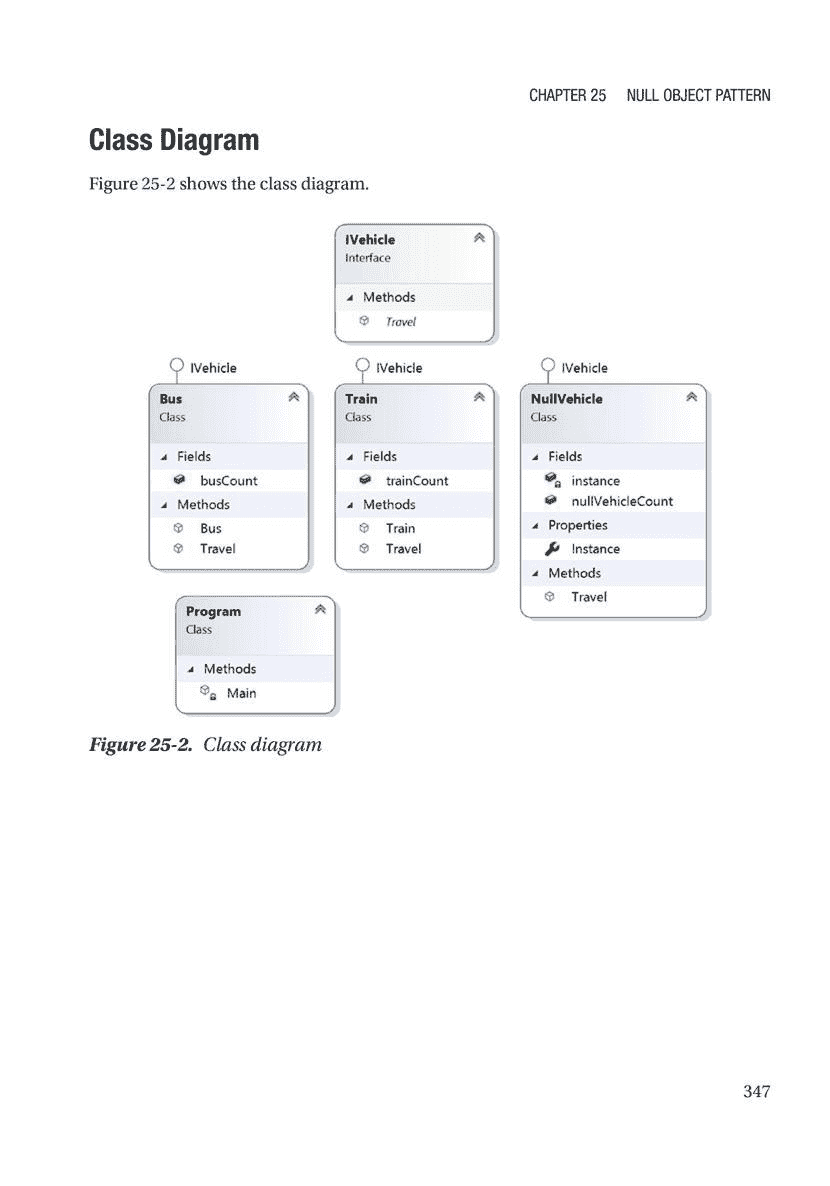 CHAPTER 25 NULL OBJECT PATTERN
Class Diagram
Figure 25-2 shows the class diagram.
IVehicle
Interface
Methods
Travel
IVehicle
Bus
Class
Fields
busCount
Methods
Bus
Travel
IVehicle
Train
Class
Fields
trainCount
Methods
Train
Travel
IVehicle
NullVehicle
Class
Fields
instance
nullVehicleCount
Properties
Instance
Methods
Travel
Program
Class
Methods
Main
Figure 25-2. Class diagram
347